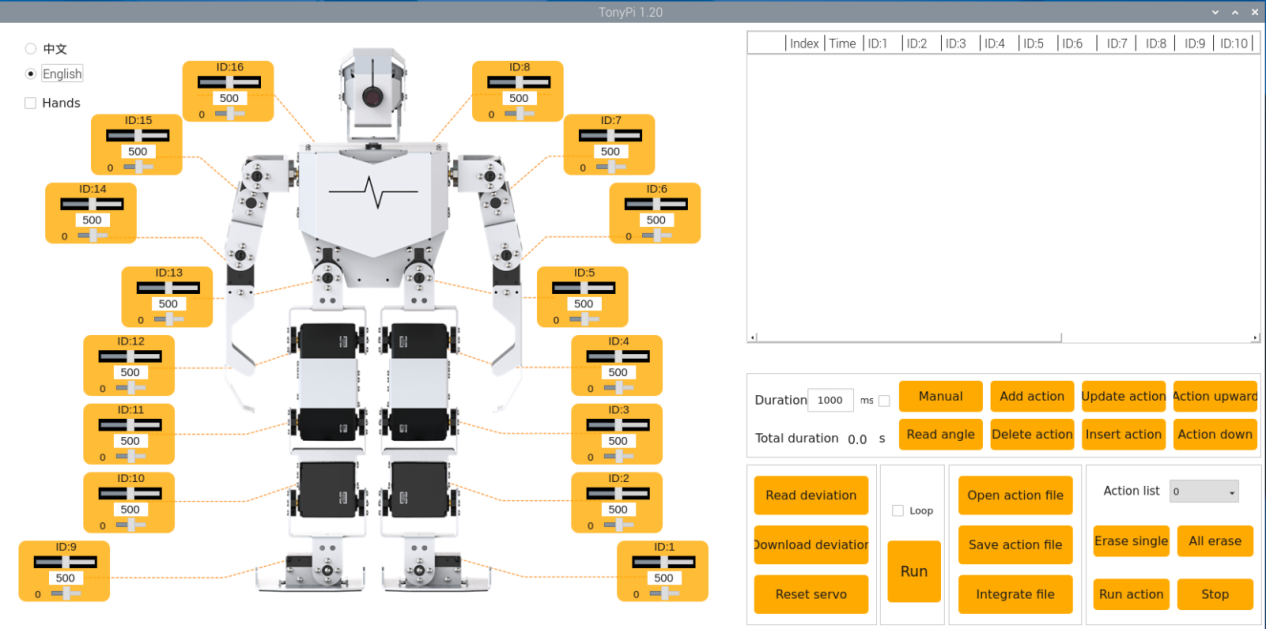 TonyPi 1.20
中文
English
Hands
ID:16
500
0
ID:8
500
0
ID:15
500
0
ID:7
500
0
ID:14
500
0
ID:6
500
0
ID:13
500
0
ID:5
500
0
ID:12
500
0
ID:4
500
0
ID:11
500
0
ID:3
500
0
ID:10
500
0
ID:2
500
0
ID:9
500
0
ID:1
500
0
Index Time ID:1 ID:2 ID:3 ID:4 ID:5 ID:6 ID:7 ID:8 ID:9 ID:10
Duration 1000 ms Manual Add action Update action Action upward
Total duration 0.0 s Read angle Delete action Insert action Action down
Read deviation
Download deviation
Reset servo
Loop
Run
Open action file
Save action file
Integrate file
Action list 0
Erase single All erase
Run action Stop